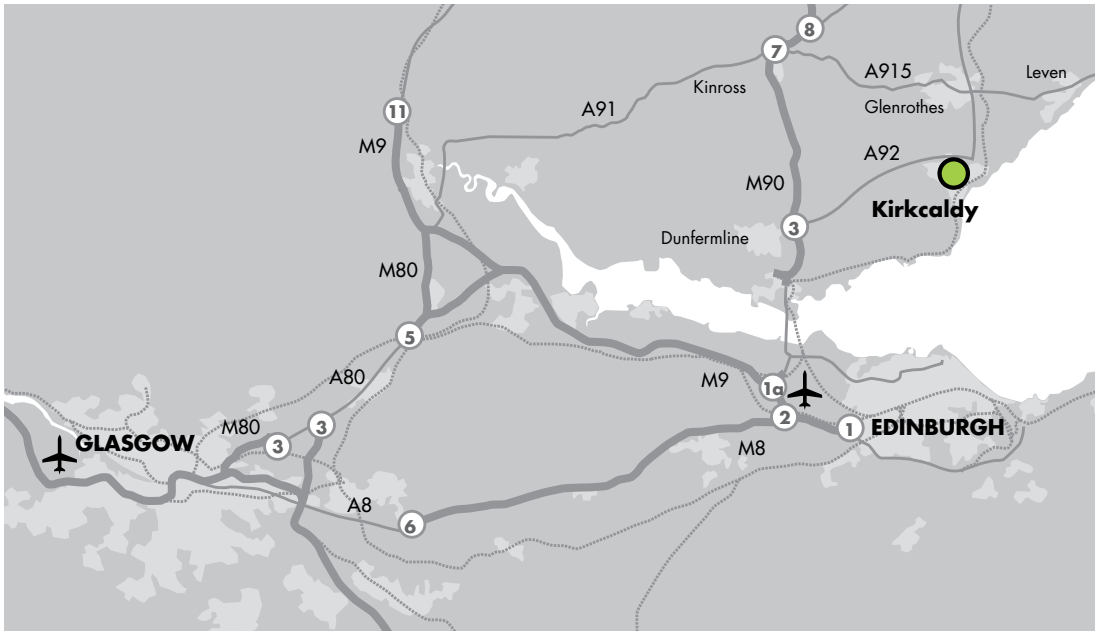 8
7
A915
Leven
Kinross
Glenrothes
11
A91
M9
A92
M90
Kirkcaldy
3
Dunfermline
M80
5
A80
M9
1a
M80
3
2
1
EDINBURGH
GLASGOW
3
M8
A8
6